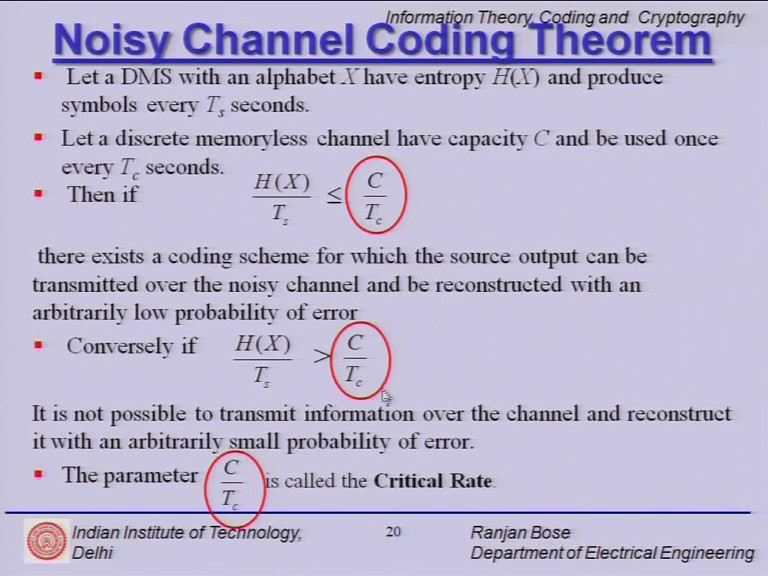 Information Theory, Coding and Cryptography
Noisy Channel Coding Theorem
▪ Let a DMS with an alphabet X have entropy H(X) and produce
symbols every Ts seconds.
▪ Let a discrete memoryless channel have capacity C and be used once
every Tc seconds.
▪ Then if H(X)/Ts ≤ C/Tc
there exists a coding scheme for which the source output can be
transmitted over the noisy channel and be reconstructed with an
arbitrarily low probability of error
▪ Conversely if H(X)/Ts > C/Tc
It is not possible to transmit information over the channel and reconstruct
it with an arbitrarily small probability of error.
▪ The parameter C/Tc is called the Critical Rate.
Indian Institute of Technology,
Delhi
20
Ranjan Bose
Department of Electrical Engineering